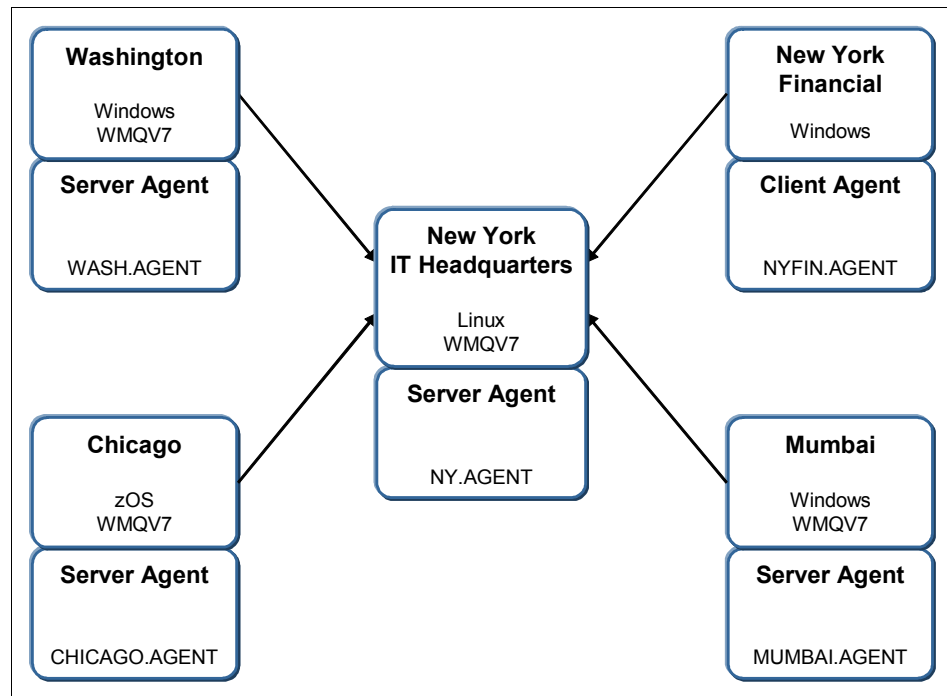 Washington
Windows
WMQV7
Server Agent
WASH.AGENT
New York
Financial
Windows
Client Agent
NYFIN.AGENT
New York
IT Headquarters
Linux
WMQV7
Server Agent
NY.AGENT
Chicago
zOS
WMQV7
Server Agent
CHICAGO.AGENT
Mumbai
Windows
WMQV7
Server Agent
MUMBAI.AGENT